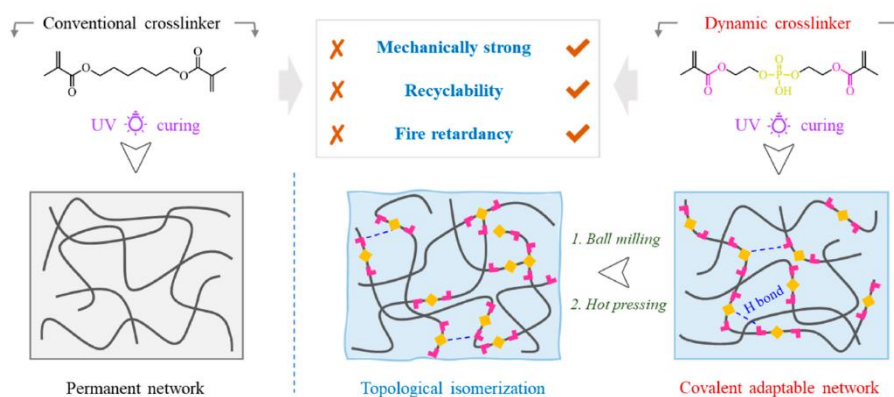 Conventional crosslinker
O
O
O
O
UV curing
Permanent network
✗ Mechanically strong ✓
✗ Recyclability ✓
✗ Fire retardancy ✓
Dynamic crosslinker
O
O
O
O
P
O
OH
O
O
UV curing
1. Ball milling
2. Hot pressing
H bond
Topological isomerization
Covalent adaptable network